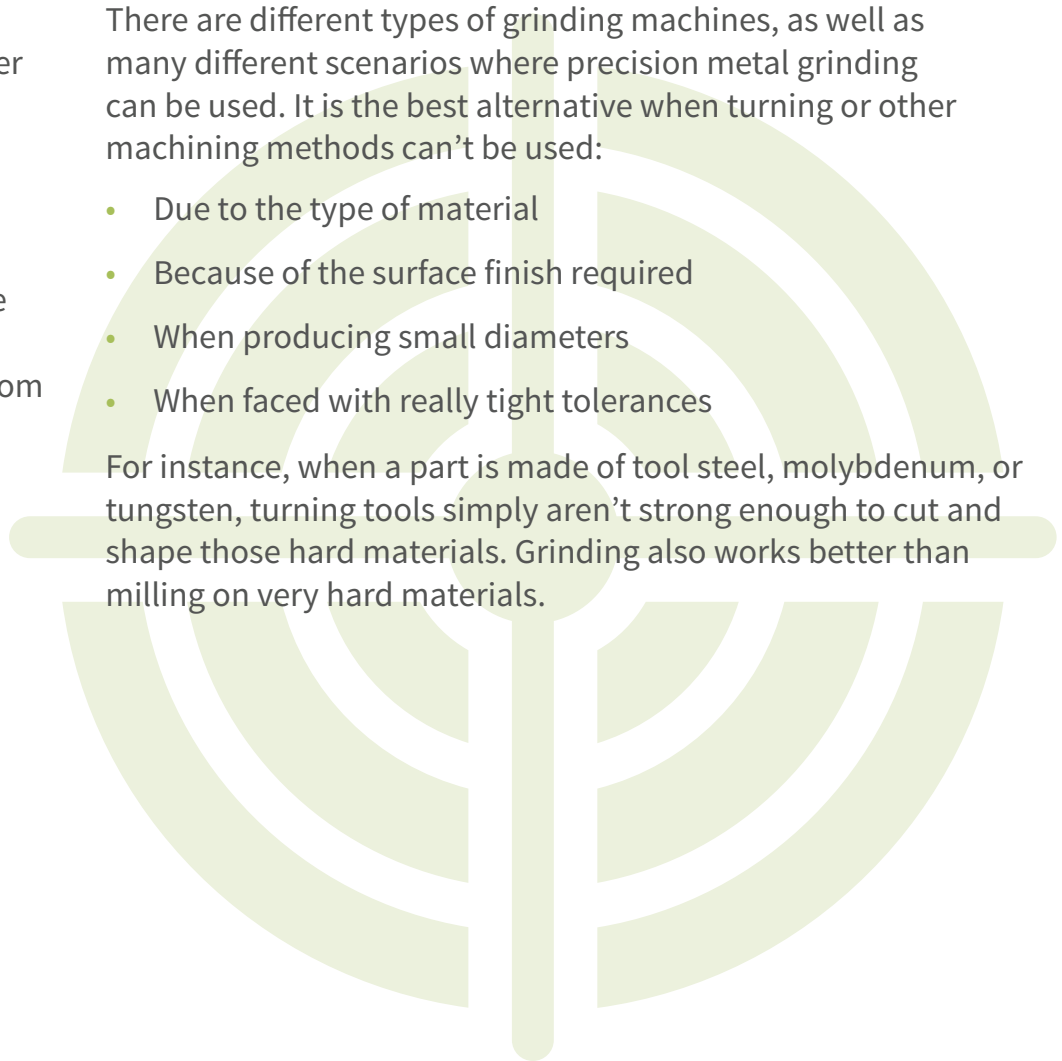 There are different types of grinding machines, as well as
er
many different scenarios where precision metal grinding
can be used. It is the best alternative when turning or other
machining methods can’t be used:
• Due to the type of material
• Because of the surface finish required
e
• When producing small diameters
om
• When faced with really tight tolerances
For instance, when a part is made of tool steel, molybdenum, or
tungsten, turning tools simply aren’t strong enough to cut and
shape those hard materials. Grinding also works better than
milling on very hard materials.